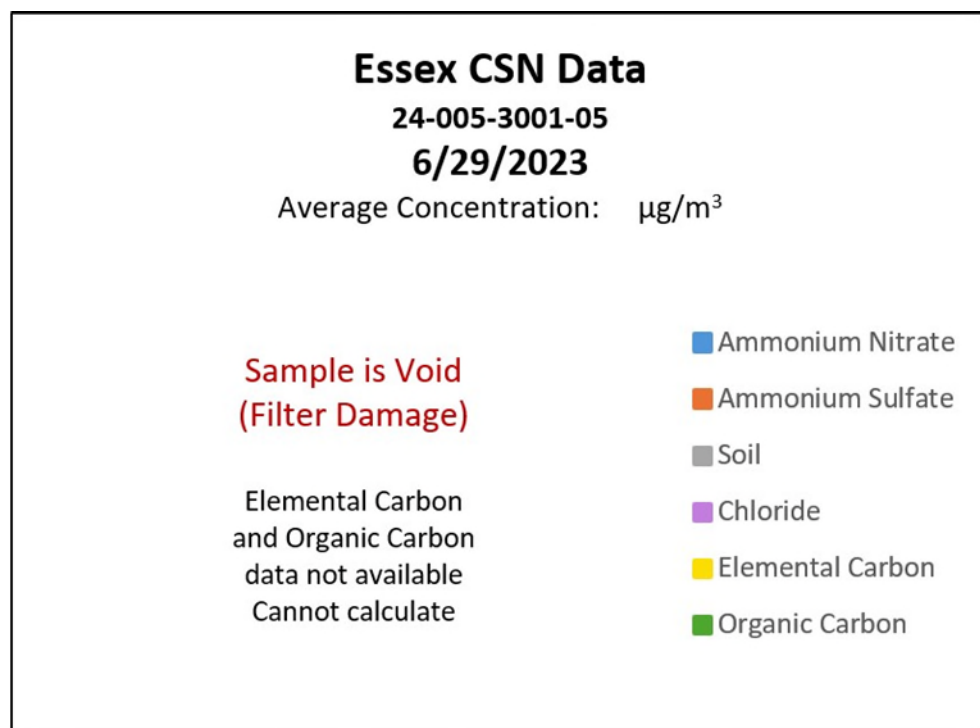 Essex CSN Data
24-005-3001-05
6/29/2023
Average Concentration: µg/m³
Sample is Void
(Filter Damage)
Elemental Carbon
and Organic Carbon
data not available
Cannot calculate
Ammonium Nitrate
Ammonium Sulfate
Soil
Chloride
Elemental Carbon
Organic Carbon